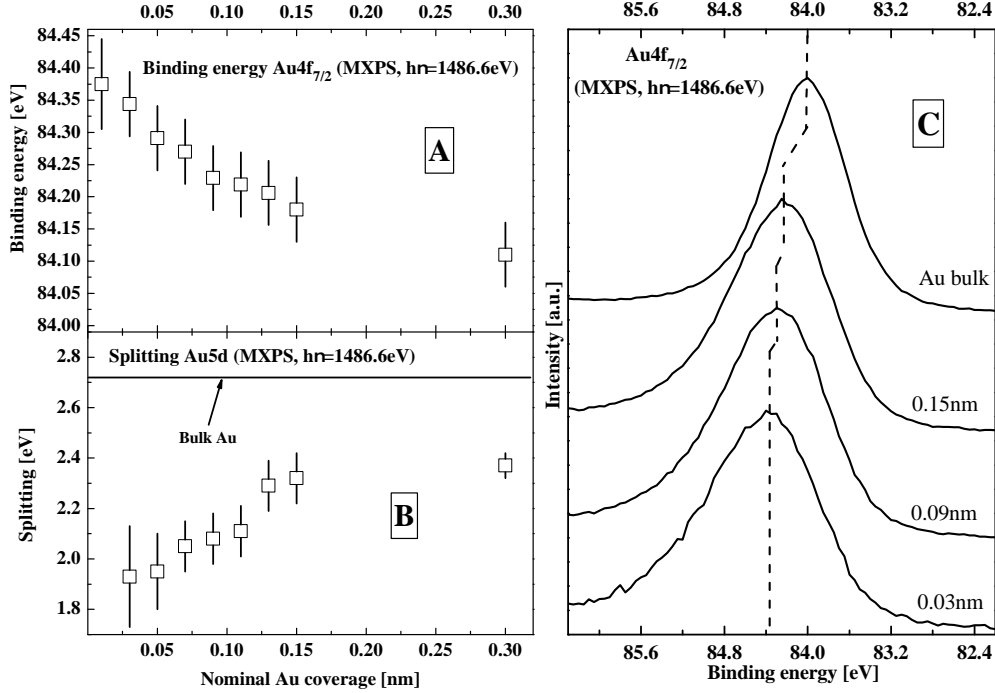 0.05 0.10 0.15 0.20 0.25 0.30
84.45
84.40
84.35
84.30
84.25
84.20
84.15
84.10
84.05
84.00
Binding energy [eV]
Binding energy Au4f7/2 (MXPS, hn=1486.6eV)
A
2.8
2.6
2.4
2.2
2.0
1.8
Splitting [eV]
Splitting Au5d (MXPS, hn=1486.6eV)
Bulk Au
B
0.05 0.10 0.15 0.20 0.25 0.30
Nominal Au coverage [nm]
85.6 84.8 84.0 83.2 82.4
Au4f7/2
(MXPS, hn=1486.6eV)
C
Intensity [a.u.]
Au bulk
0.15nm
0.09nm
0.03nm
85.6 84.8 84.0 83.2 82.4
Binding energy [eV]